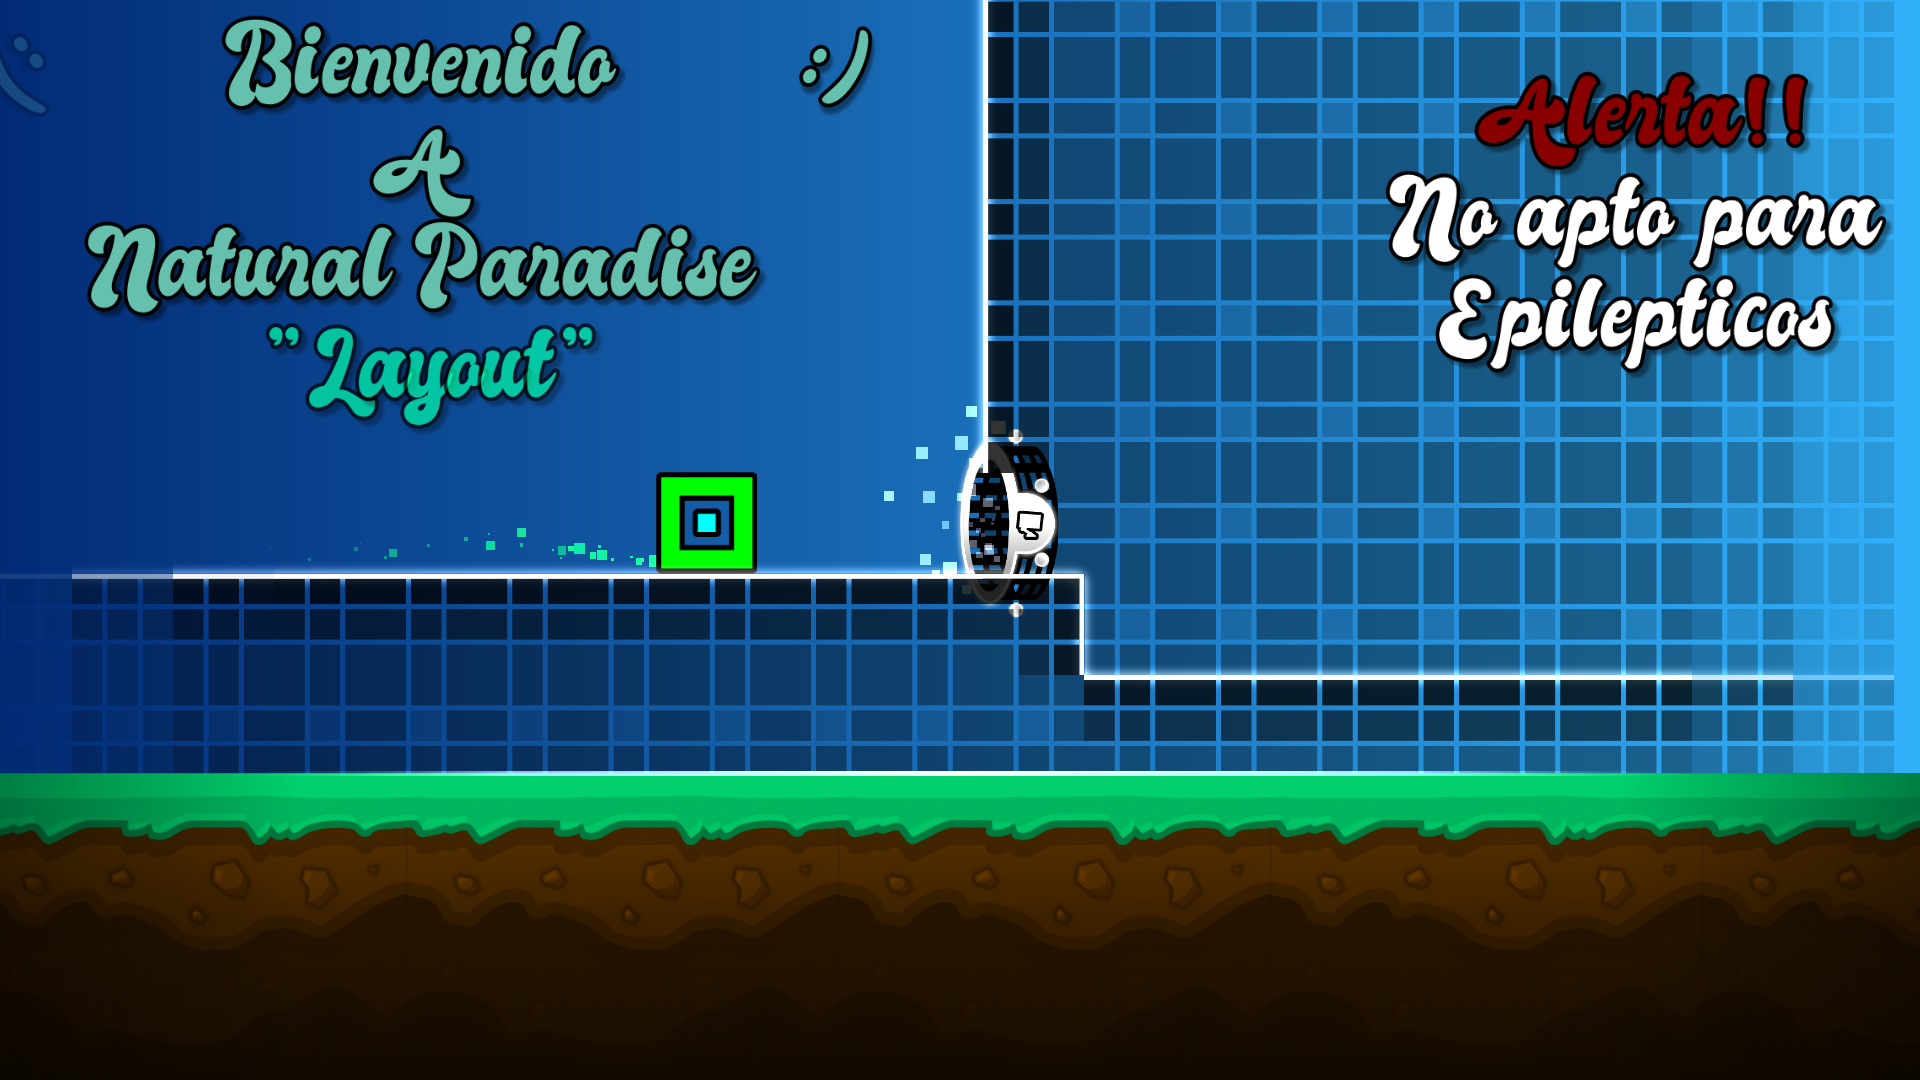 Bienvenido
A
Natural Paradise
"Layout"
:)
Alerta!!
No apto para
Epilepticos